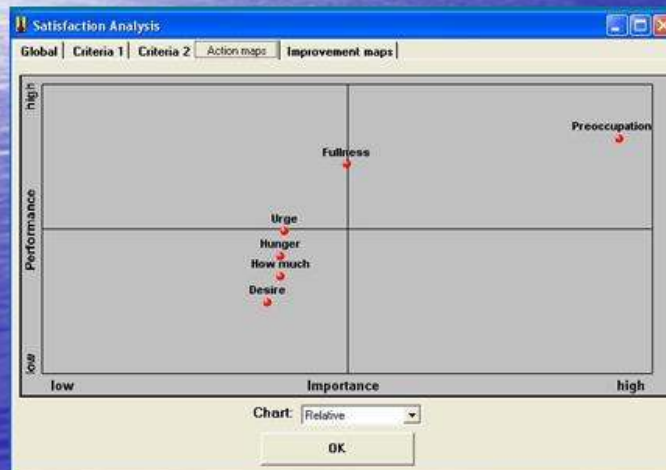 Satisfaction Analysis
Global Criteria 1 Criteria 2 Action maps Improvement maps
high
Performance
low
Preoccupation
Fullness
Urge
Hunger
How much
Desire
low Importance high
Chart: Relative
OK